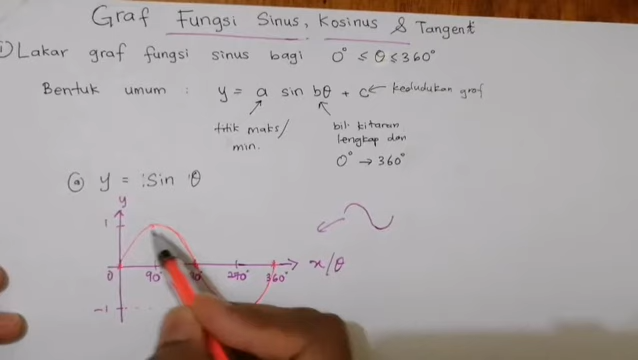 Graf Fungsi Sinus, Kosinus & Tangent
i) Lakar graf fungsi sinus bagi 0° ≤ θ ≤ 360°
Bentuk umum : y = a sin bθ + c ← kedudukan graf
titik maks/ min.
bil. kitaran lengkap dari 0° → 360°
(a) y = sin θ
y
1
0 90° 270° 360° x/θ
-1